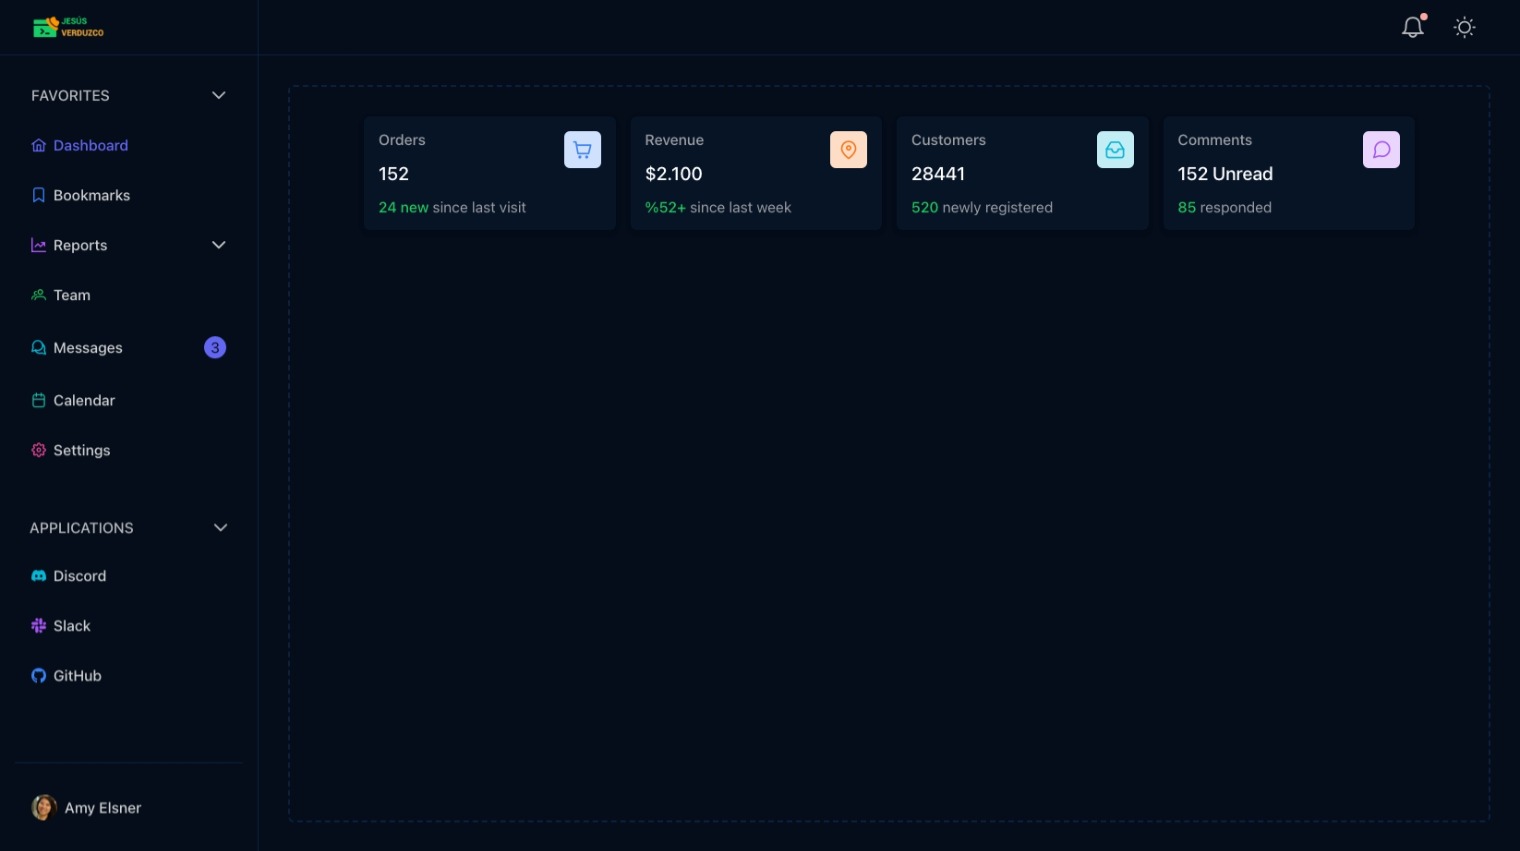 JESÚS
VERDUZCO
FAVORITES
Dashboard
Bookmarks
Reports
Team
Messages 3
Calendar
Settings
APPLICATIONS
Discord
Slack
GitHub
Amy Elsner
Orders
152
24 new since last visit
Revenue
$2.100
%52+ since last week
Customers
28441
520 newly registered
Comments
152 Unread
85 responded